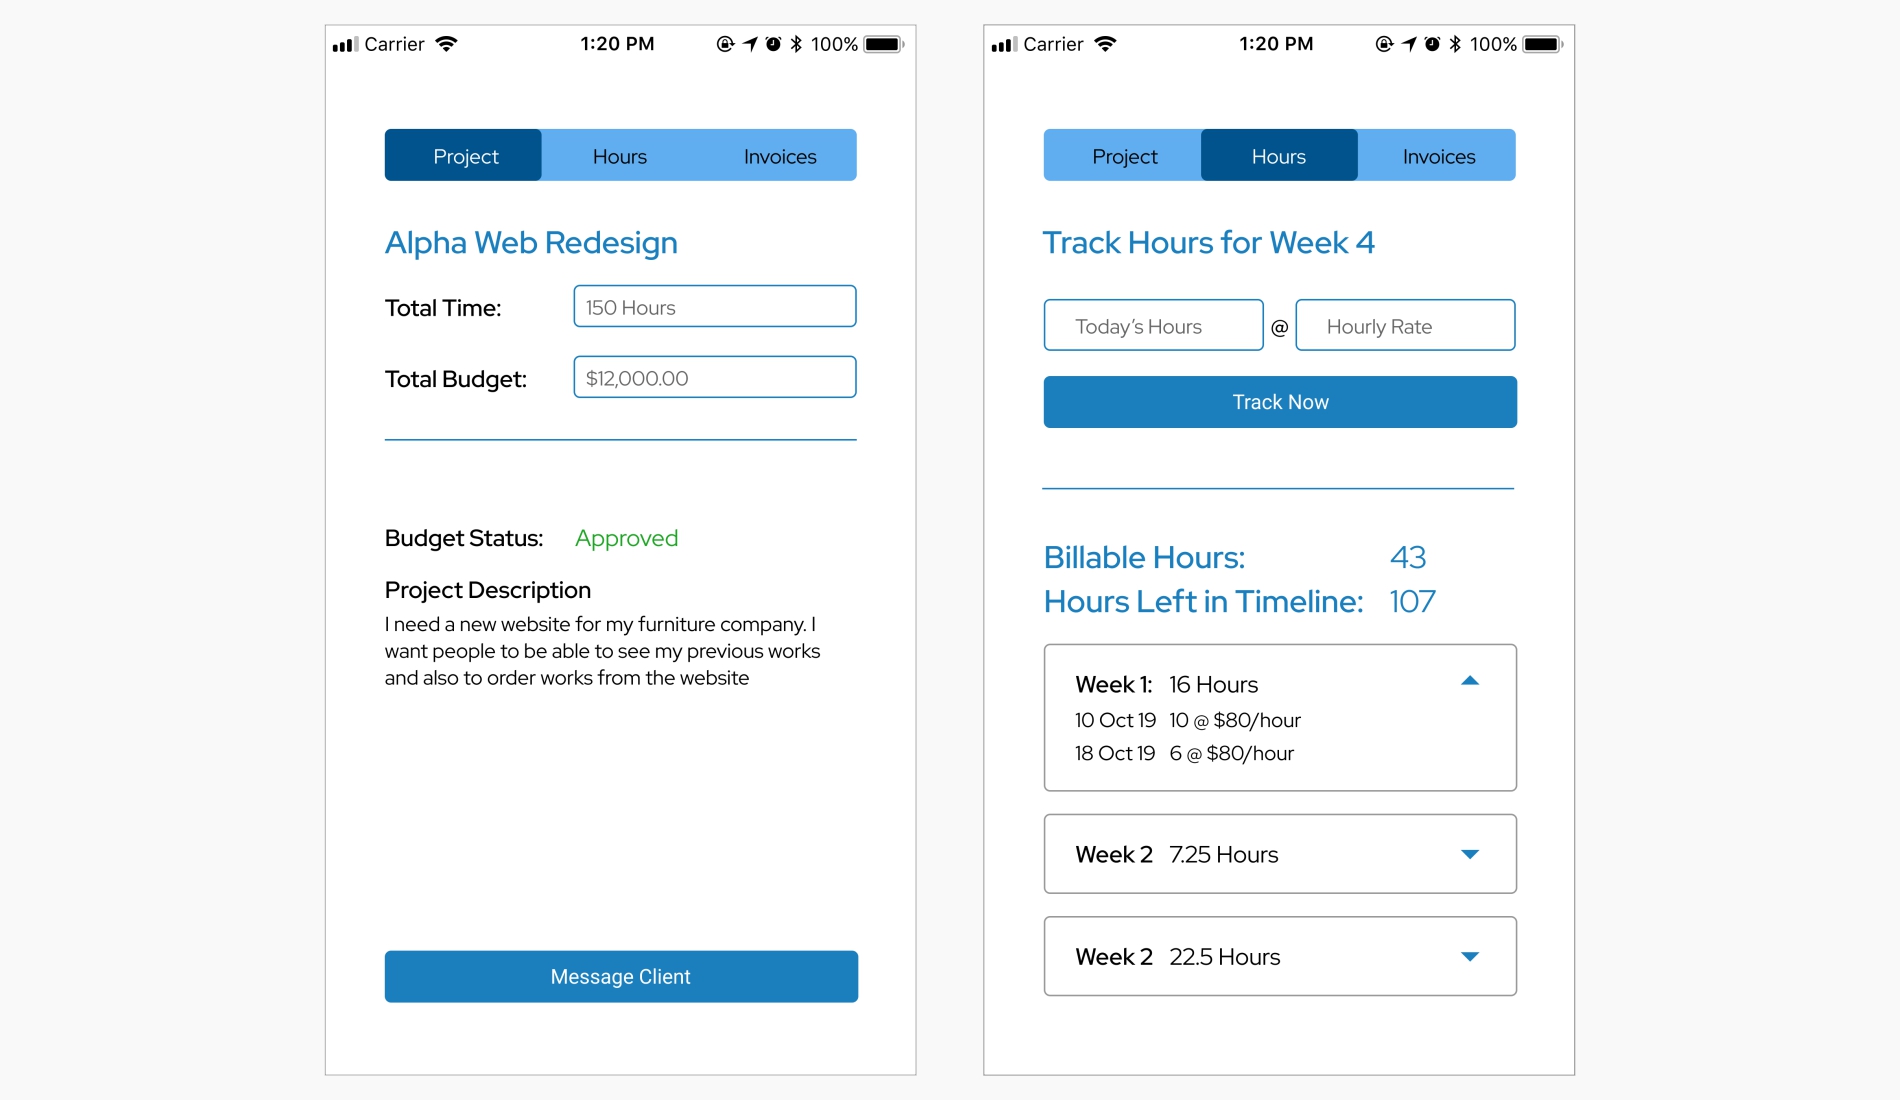 Carrier 1:20 PM 100%
Project Hours Invoices
Alpha Web Redesign
Total Time: 150 Hours
Total Budget: $12,000.00
Budget Status: Approved
Project Description
I need a new website for my furniture company. I
want people to be able to see my previous works
and also to order works from the website
Message Client
Carrier 1:20 PM 100%
Project Hours Invoices
Track Hours for Week 4
Today's Hours @ Hourly Rate
Track Now
Billable Hours: 43
Hours Left in Timeline: 107
Week 1: 16 Hours
10 Oct 19 10 @ $80/hour
18 Oct 19 6 @ $80/hour
Week 2 7.25 Hours
Week 2 22.5 Hours